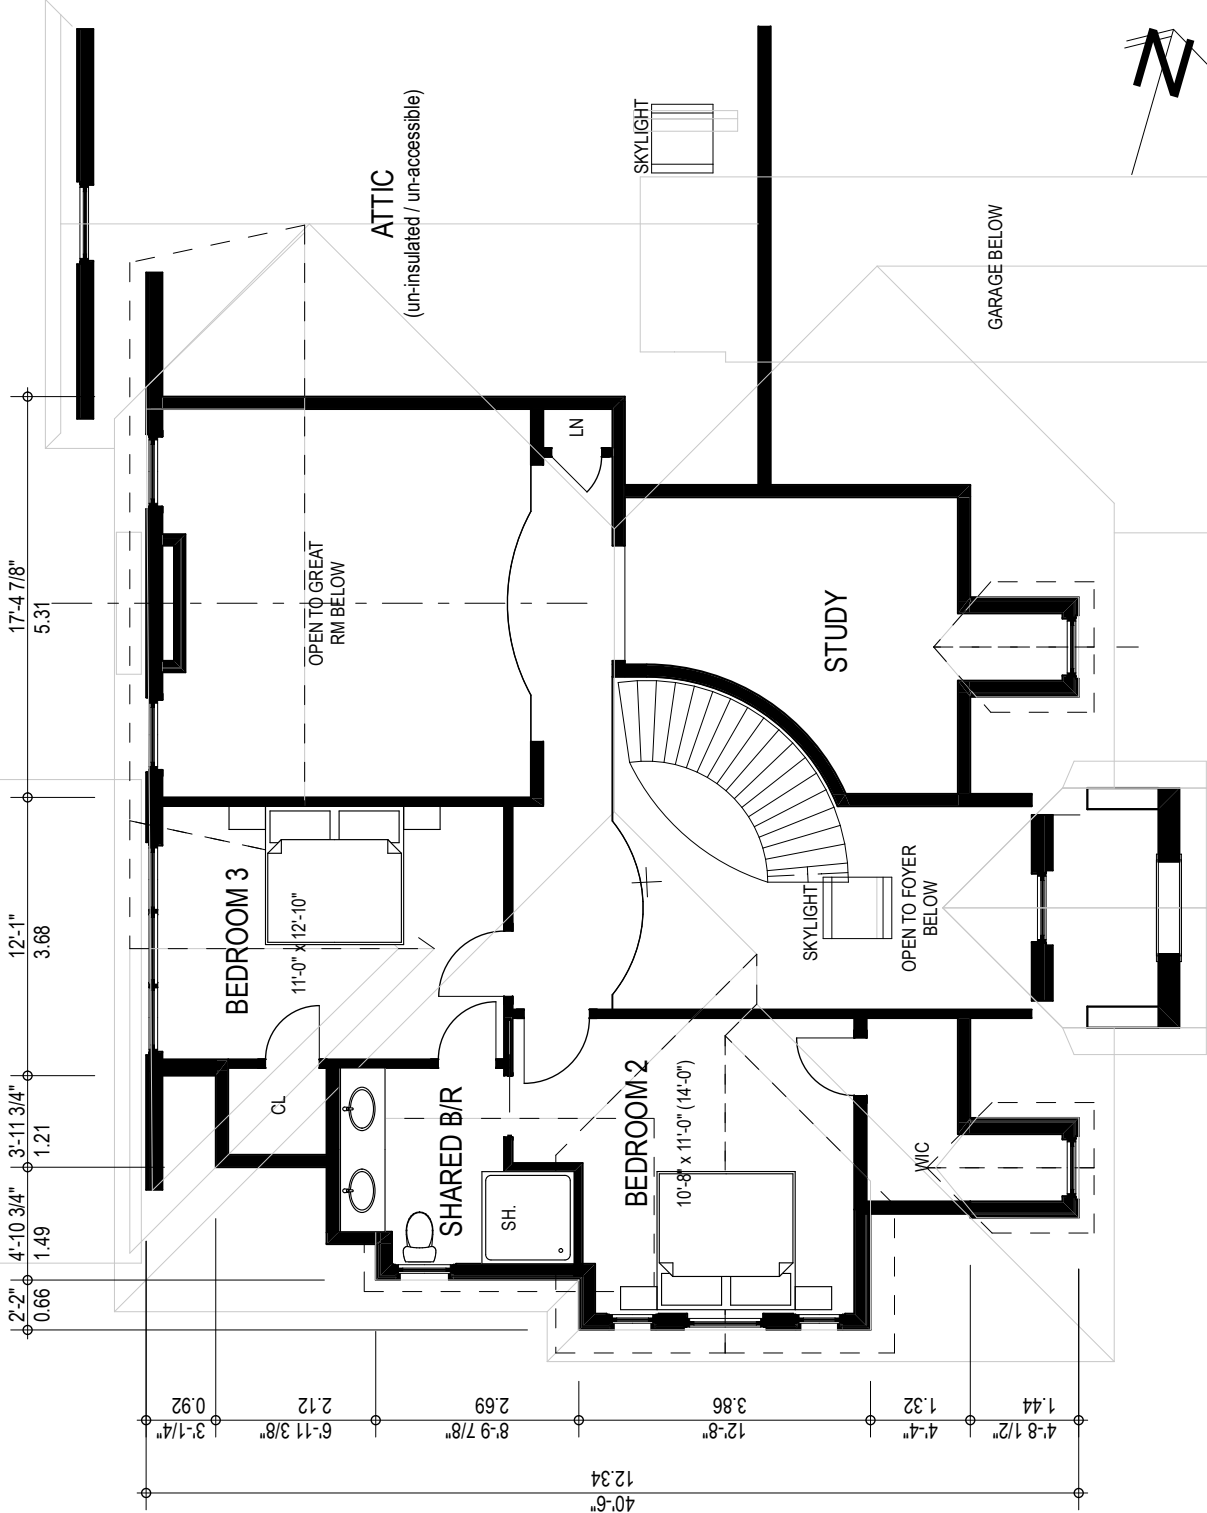 ATTIC
(un-insulated / un-accessible)
SKYLIGHT
N
GARAGE BELOW
LN
OPEN TO GREAT
RM BELOW
STUDY
BEDROOM 3
11'-0" x 12'-10"
SKYLIGHT
OPEN TO FOYER
BELOW
CL
SHARED B/R
SH.
BEDROOM 2
10'-8" x 11'-0" (14'-0")
WIC
17'-4 7/8"
5.31
12'-1"
3.68
3'-11 3/4"
1.21
4'-10 3/4"
1.49
2'-2"
0.66
0.92
3'-1/4"
2.12
6'-11 3/8"
2.69
8'-9 7/8"
3.86
12'-8"
1.32
4'-4"
1.44
4'-8 1/2"
12.34
40'-6"